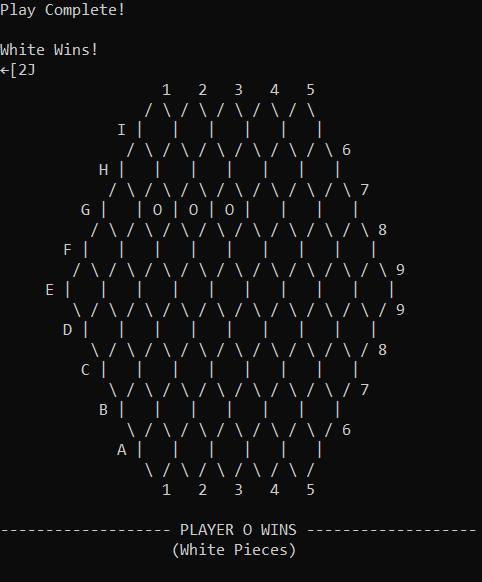 Play Complete!

White Wins!
←[2J
                  1   2   3   4   5
                / \ / \ / \ / \ / \
             I |   |   |   |   |   |
              / \ / \ / \ / \ / \ / \ 6
           H |   |   |   |   |   |   |
            / \ / \ / \ / \ / \ / \ / \ 7
         G |   | O | O | O |   |   |   |
          / \ / \ / \ / \ / \ / \ / \ / \ 8
       F |   |   |   |   |   |   |   |   |
        / \ / \ / \ / \ / \ / \ / \ / \ / \ 9
     E |   |   |   |   |   |   |   |   |   |
        \ / \ / \ / \ / \ / \ / \ / \ / \ / 9
       D |   |   |   |   |   |   |   |   |
          \ / \ / \ / \ / \ / \ / \ / \ / 8
         C |   |   |   |   |   |   |   |
            \ / \ / \ / \ / \ / \ / \ / 7
           B |   |   |   |   |   |   |
              \ / \ / \ / \ / \ / \ / 6
             A |   |   |   |   |   |
                \ / \ / \ / \ / \ /
                  1   2   3   4   5

------------------- PLAYER O WINS -------------------
                   (White Pieces)